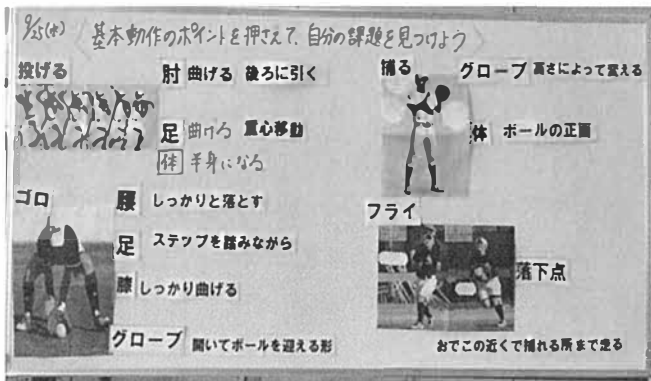 9/25(水) 〈基本動作のポイントを押さえて、自分の課題を見つけよう〉
投げる
肘 曲げる 後ろに引く
足 曲げる 重心移動
体 半身になる
捕る
グローブ 高さによって変える
体 ボールの正面
ゴロ
腰 しっかりと落とす
足 ステップを踏みながら
膝 しっかり曲げる
グローブ 開いてボールを迎える形
フライ
落下点
おでこの近くで捕れる所まで走る